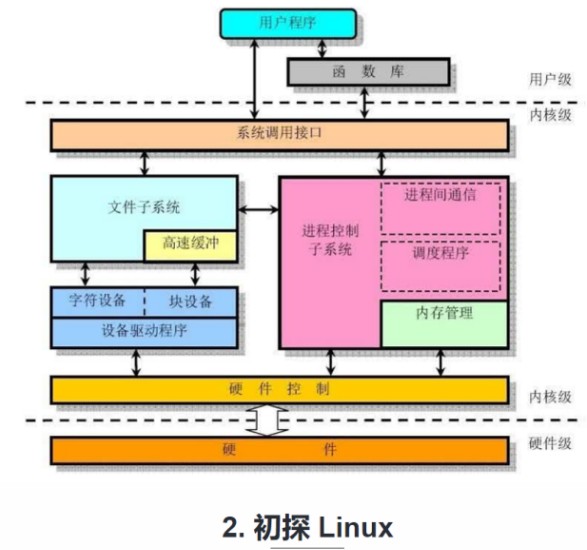 用户程序
函数库
用户级
内核级
系统调用接口
文件子系统
高速缓冲
进程控制
子系统
进程间通信
调度程序
内存管理
字符设备
块设备
设备驱动程序
硬件控制
内核级
硬件级
硬件
2. 初探 Linux